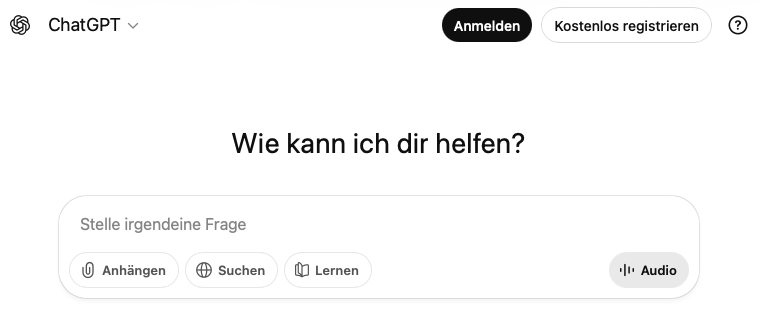 ChatGPT
Anmelden
Kostenlos registrieren
?
Wie kann ich dir helfen?
Stelle irgendeine Frage
Anhängen
Suchen
Lernen
Audio